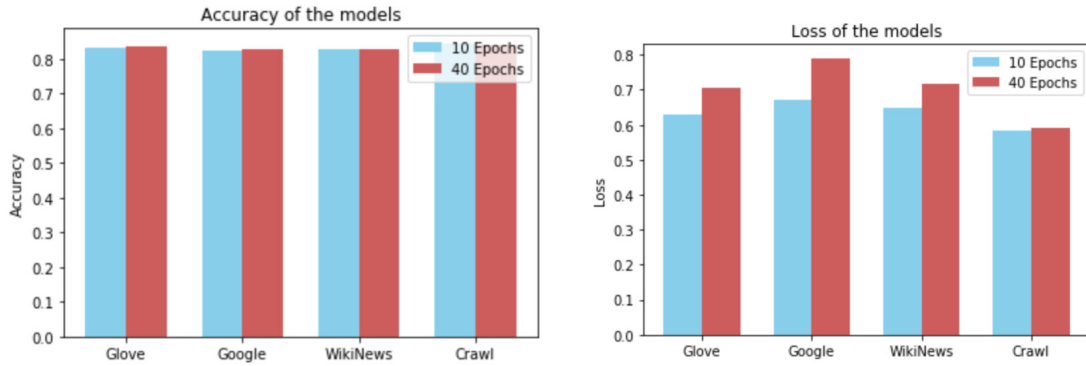 Accuracy of the models
Accuracy
0.8
0.7
0.6
0.5
0.4
0.3
0.2
0.1
0.0
10 Epochs
40 Epochs
Glove Google WikiNews Crawl
Loss of the models
Loss
0.8
0.7
0.6
0.5
0.4
0.3
0.2
0.1
0.0
10 Epochs
40 Epochs
Glove Google WikiNews Crawl